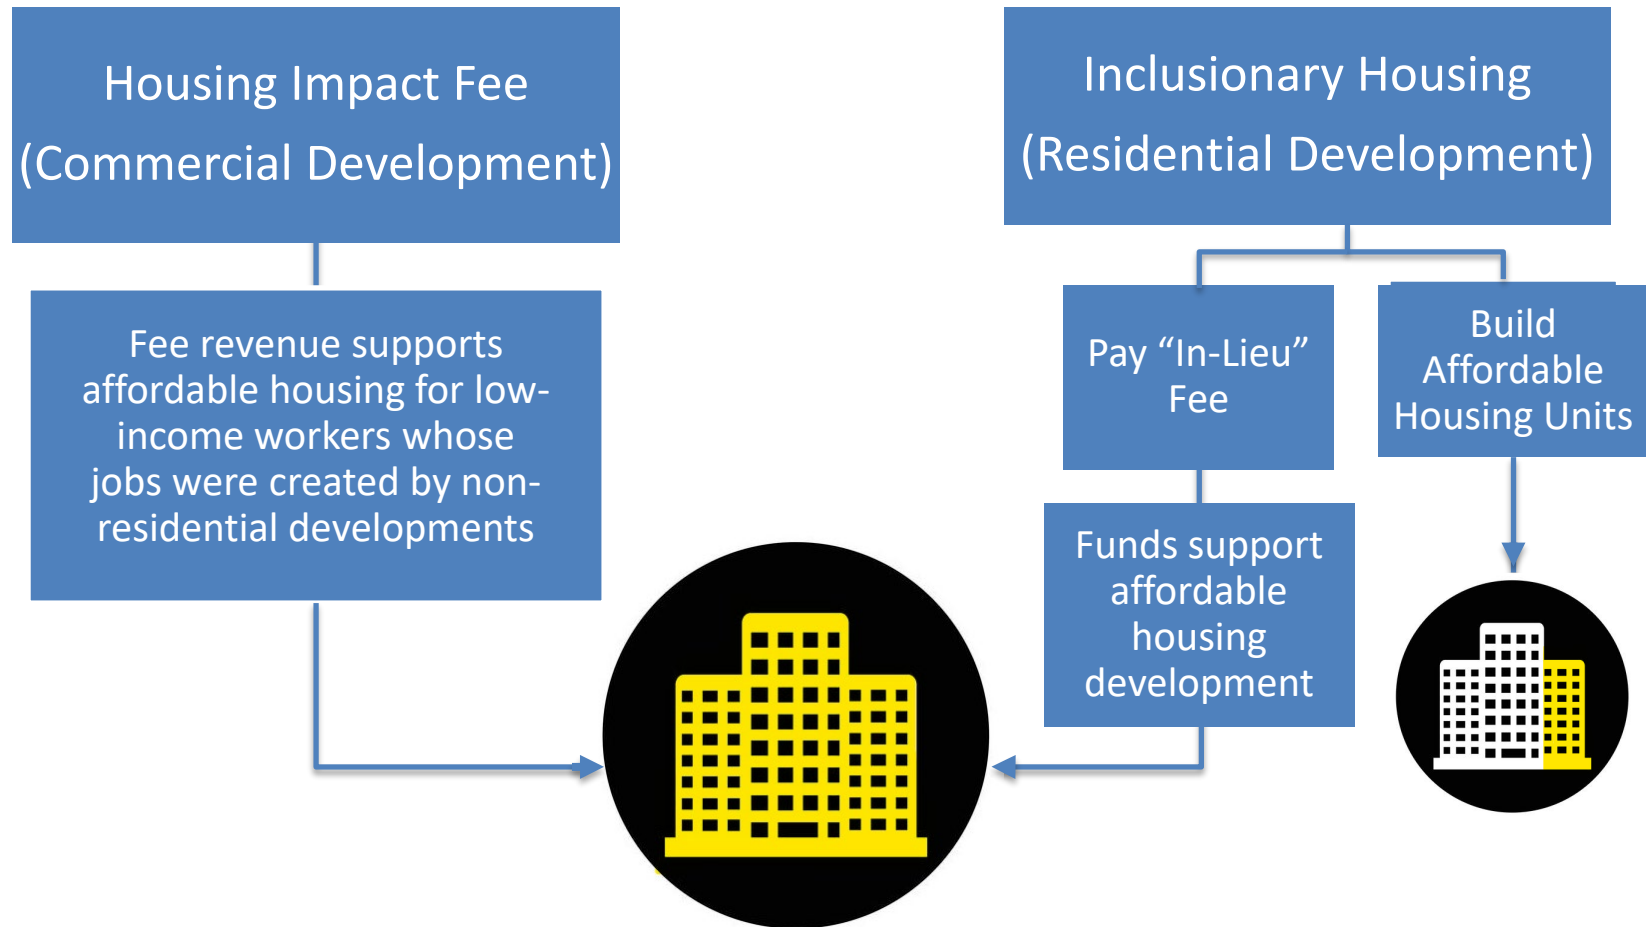 Housing Impact Fee
(Commercial Development)
Fee revenue supports
affordable housing for low-
income workers whose
jobs were created by non-
residential developments
Inclusionary Housing
(Residential Development)
Pay “In-Lieu”
Fee
Build
Affordable
Housing Units
Funds support
affordable
housing
development